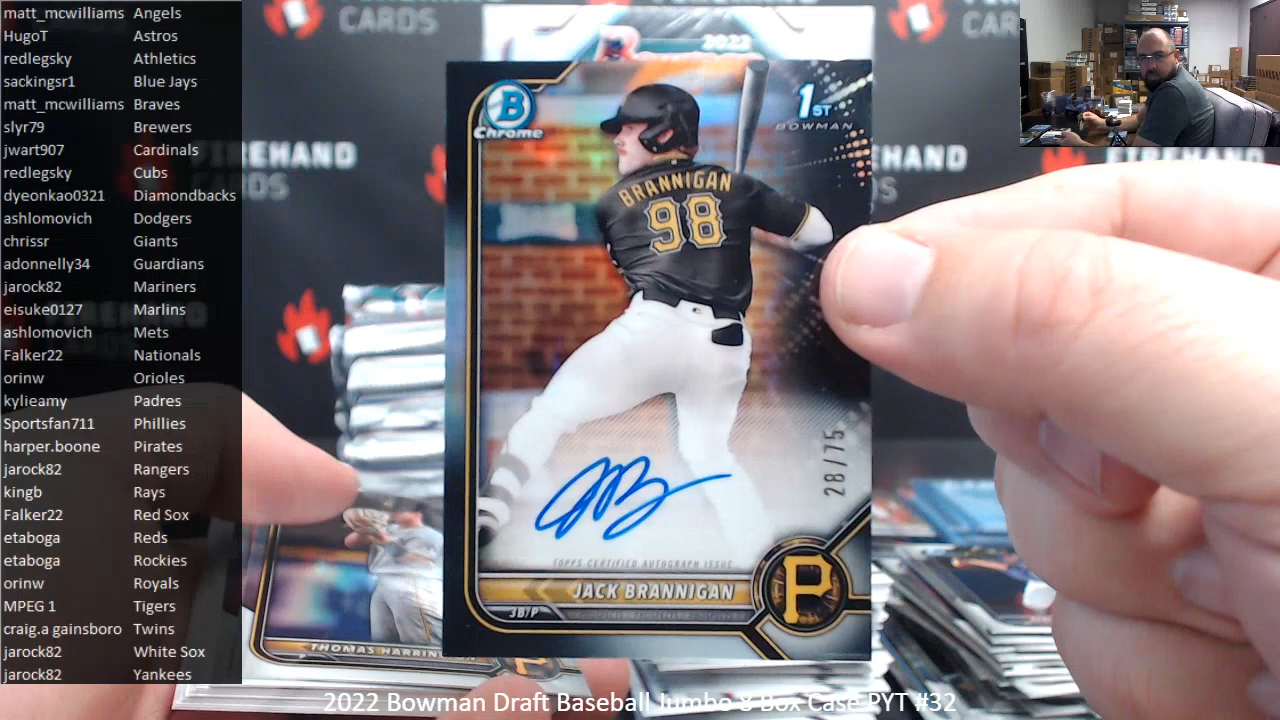 matt_mcwilliams Angels
HugoT Astros
redlegsky Athletics
sackingsr1 Blue Jays
matt_mcwilliams Braves
slyr79 Brewers
jwart907 Cardinals
redlegsky Cubs
dyeonkao0321 Diamondbacks
ashlomovich Dodgers
chrissr Giants
adonnelly34 Guardians
jarock82 Mariners
eisuke0127 Marlins
ashlomovich Mets
Falker22 Nationals
orinw Orioles
kylieamy Padres
Sportsfan711 Phillies
harper.boone Pirates
jarock82 Rangers
kingb Rays
Falker22 Red Sox
etaboga Reds
etaboga Rockies
orinw Royals
MPEG 1 Tigers
craig.a gainsboro Twins
jarock82 White Sox
jarock82 Yankees
CARDS
2022
FIREHAND
CARDS
B
Chrome
1ST
BOWMAN
BRANNIGAN
98
28/75
TOPPS CERTIFIED AUTOGRAPH ISSUE
JACK BRANNIGAN
3B/P
P
THOMAS
2022 Bowman Draft Baseball Jumbo 8 Box Case PYT #32